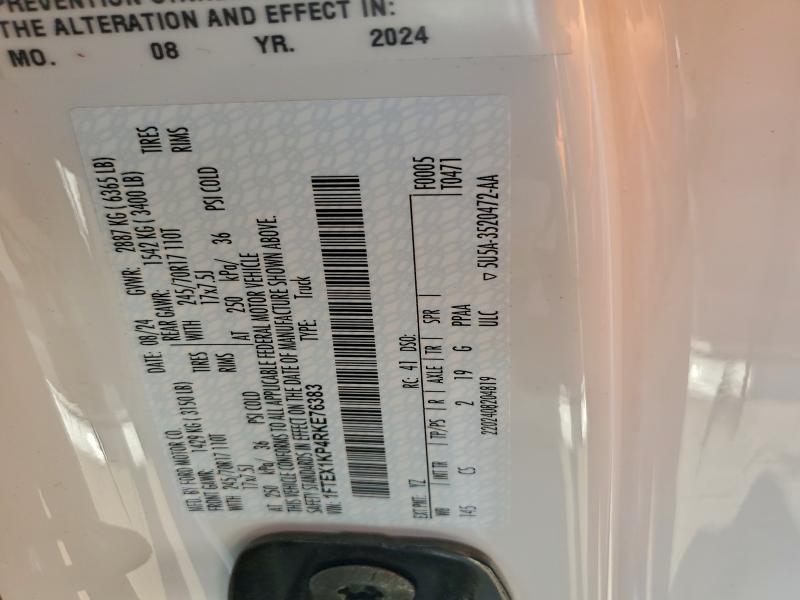 THE ALTERATION AND EFFECT IN:
MO. 08 YR. 2024
MFD. BY FORD MOTOR CO.
DATE: 08/24 GVWR: 2887 KG ( 6365 LB)
FRONT GAWR: 1429 KG ( 3150 LB) REAR GAWR: 1542 KG ( 3400 LB)
WITH 245/70R17 110T TIRES WITH 245/70R17 110T TIRES
17x7.5J RIMS 17x7.5J RIMS
AT 250 kPa/ 36 PSI COLD AT 250 kPa/ 36 PSI COLD
THIS VEHICLE CONFORMS TO ALL APPLICABLE FEDERAL MOTOR VEHICLE
SAFETY STANDARDS IN EFFECT ON THE DATE OF MANUFACTURE SHOWN ABOVE.
VIN: 1FTEX1KP4RKE76383 TYPE: Truck
F0005
T0471
EXT PNT: YZ RC: 41 DSO:
WB INT TR TP/PS R AXLE TR SPR
145 CS 2 19 G PPAA
2202408204819 ULC ▽ 5U5A-3520472-AA